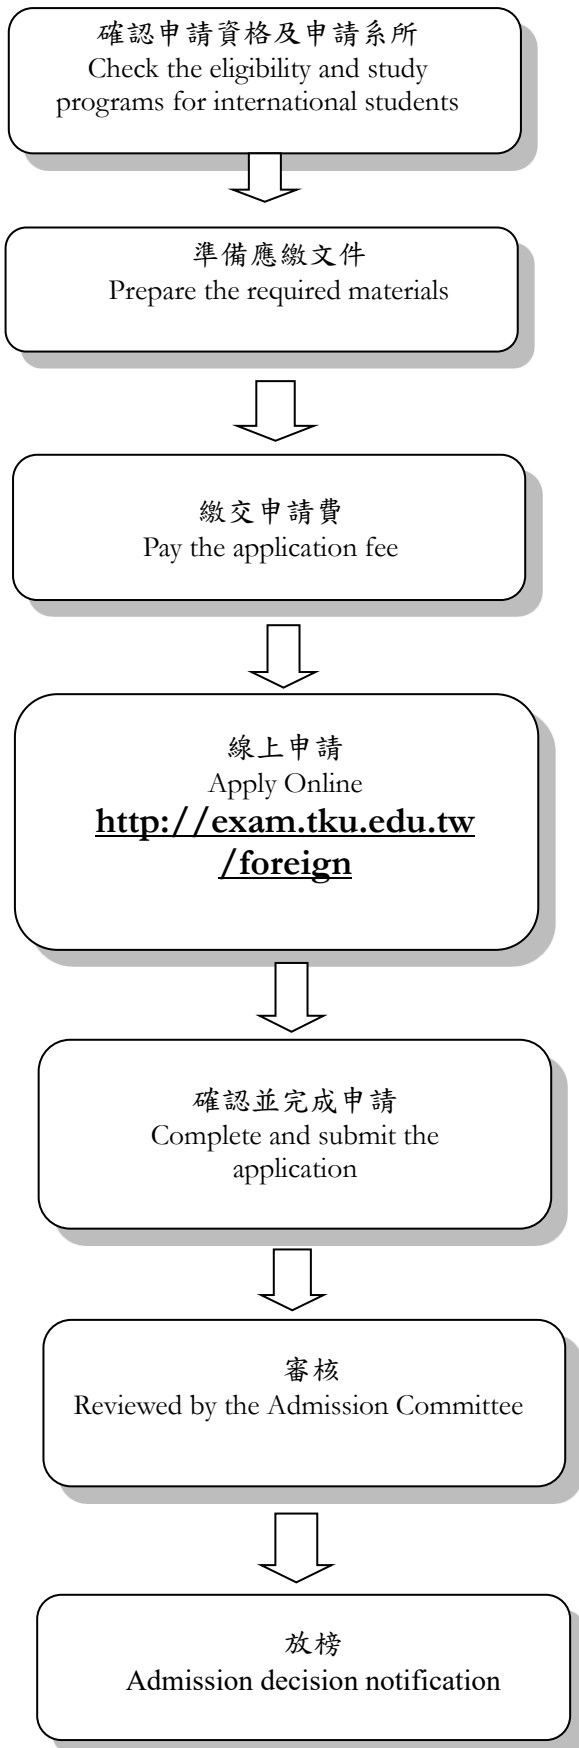 確認申請資格及申請系所
Check the eligibility and study
programs for international students
準備應繳文件
Prepare the required materials
繳交申請費
Pay the application fee
線上申請
Apply Online
http://exam.tku.edu.tw
/foreign
確認並完成申請
Complete and submit the
application
審核
Reviewed by the Admission Committee
放榜
Admission decision notification